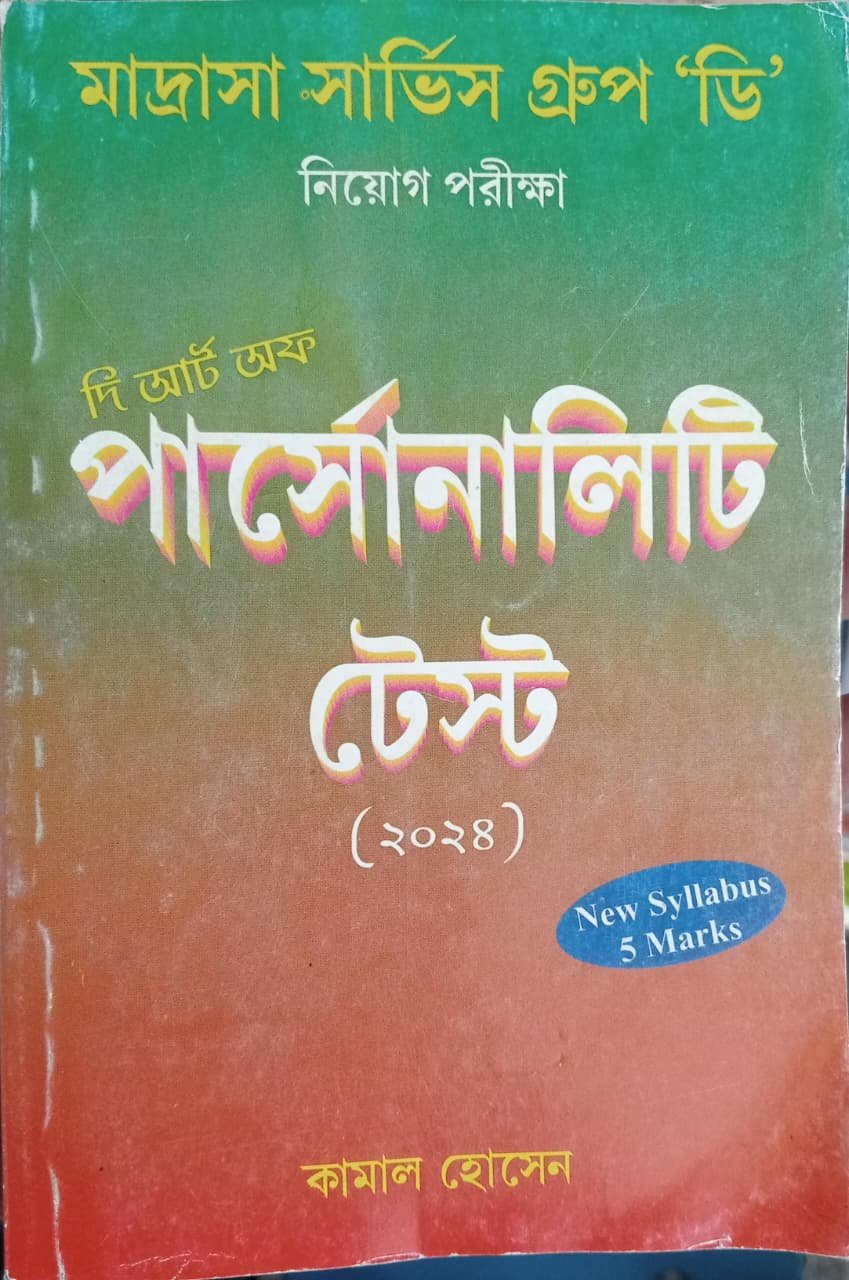 মাদ্রাসা সার্ভিস গ্রুপ ‘ডি’
নিয়োগ পরীক্ষা
দি আর্ট অফ
পার্সোনালিটি
টেস্ট
(২০২৪)
New Syllabus
5 Marks
কামাল হোসেন